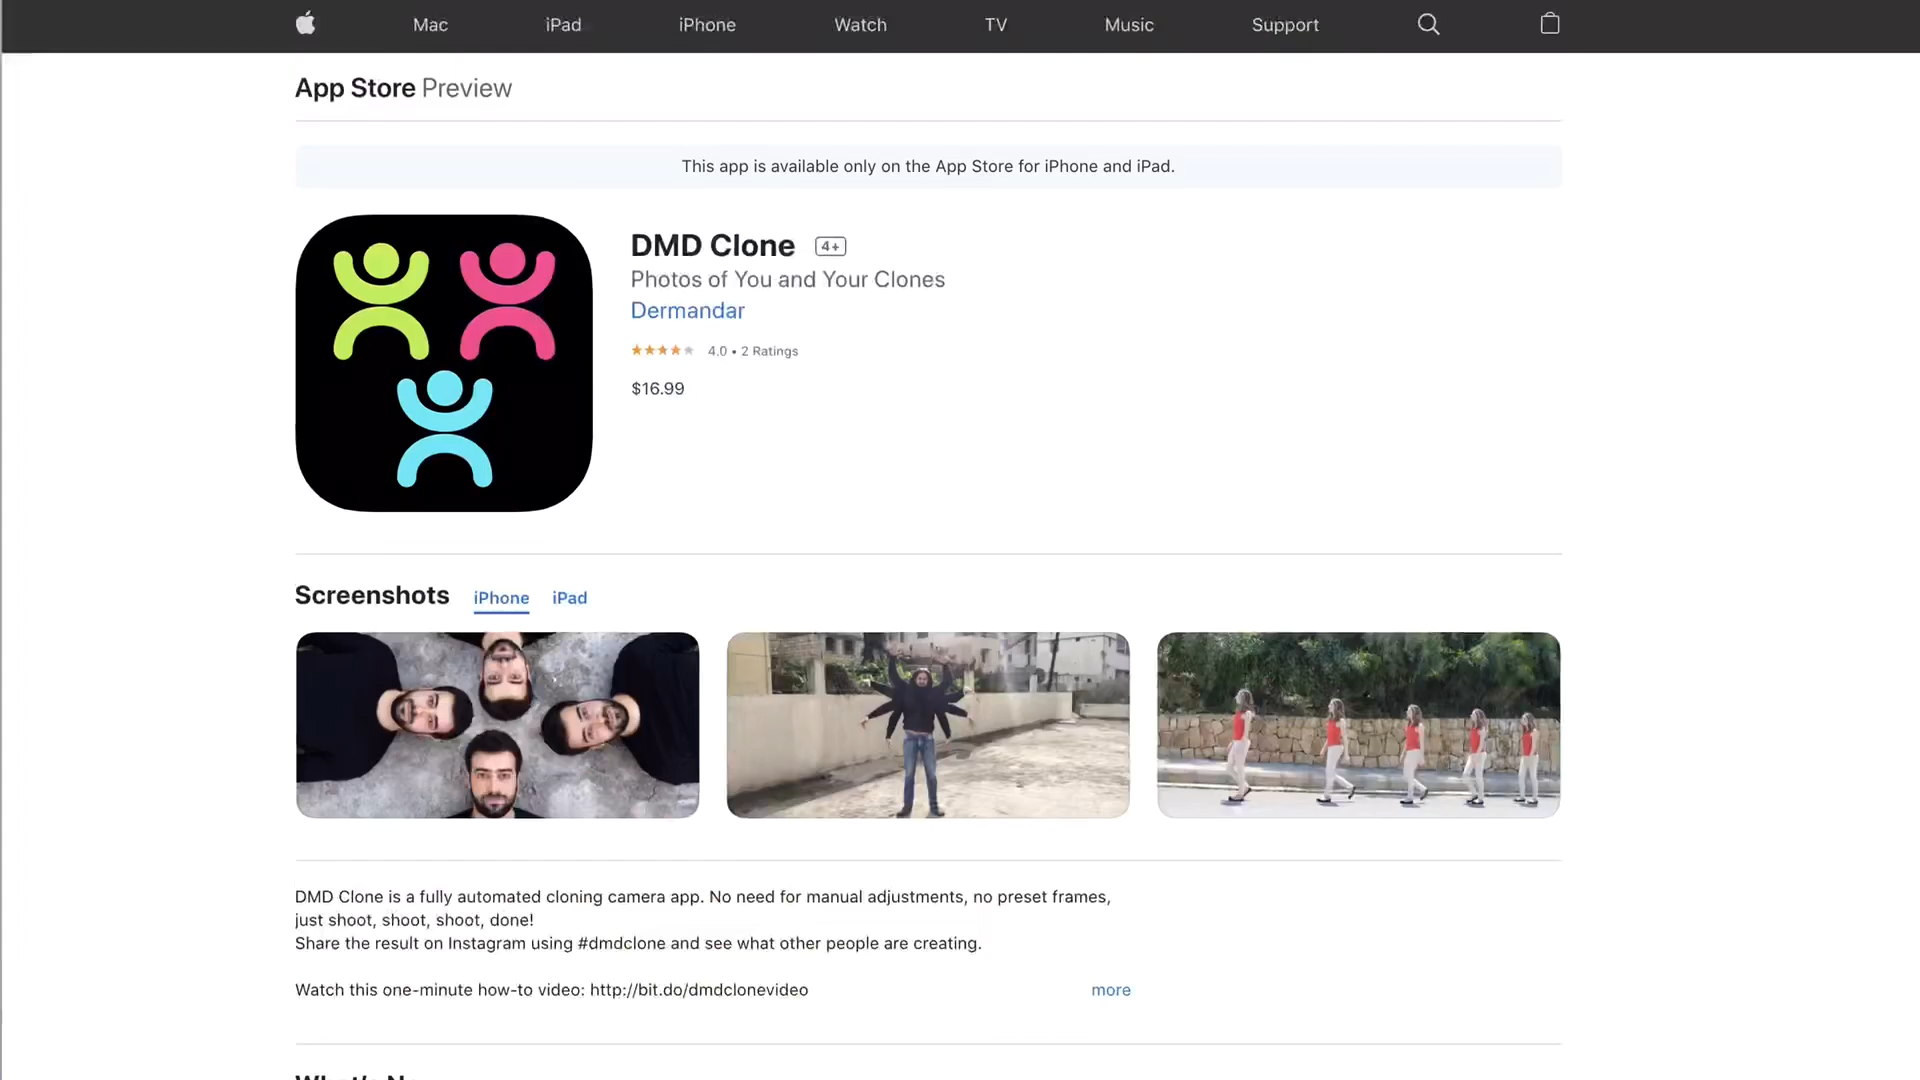 Mac iPad iPhone Watch TV Music Support
App Store Preview
This app is available only on the App Store for iPhone and iPad.
DMD Clone 4+
Photos of You and Your Clones
Dermandar
4.0 • 2 Ratings
$16.99
Screenshots iPhone iPad
DMD Clone is a fully automated cloning camera app. No need for manual adjustments, no preset frames,
just shoot, shoot, shoot, done!
Share the result on Instagram using #dmdclone and see what other people are creating.
Watch this one-minute how-to video: http://bit.do/dmdclonevideo more
What's Ne